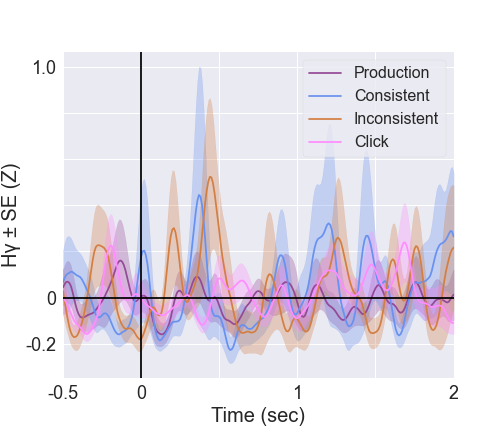 Hγ ± SE (Z)
1.0
0
-0.2
Production
Consistent
Inconsistent
Click
-0.5
0
1
2
Time (sec)